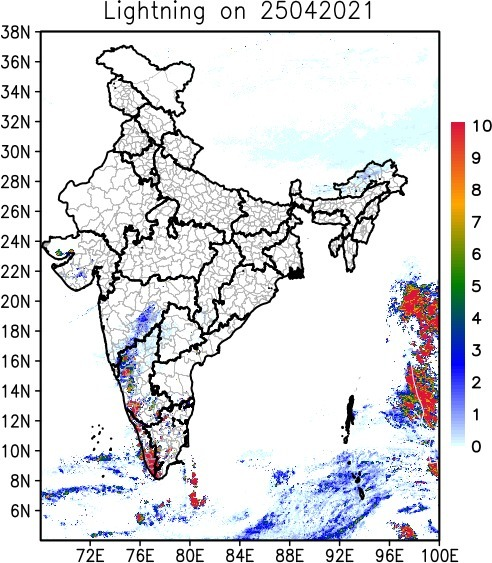 Lightning on 25042021
38N
36N
34N
32N
30N
28N
26N
24N
22N
20N
18N
16N
14N
12N
10N
8N
6N
72E 76E 80E 84E 88E 92E 96E 100E
10
9
8
7
6
5
4
3
2
1
0